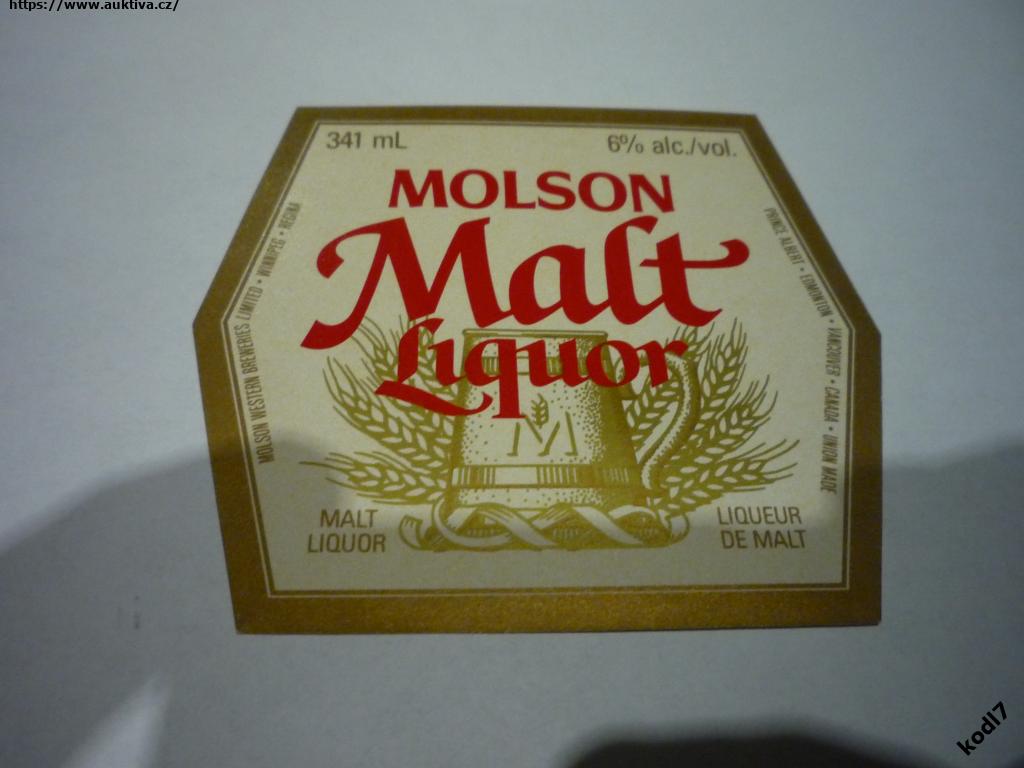 https://www.auktiva.cz/
341 mL
6% alc./vol.
MOLSON
Malt
Liquor
MOLSON WESTERN BREWERIES LIMITED • WINNIPEG • REGINA
PRINCE ALBERT • EDMONTON • VANCOUVER • CANADA • UNION MADE
M
MALT
LIQUOR
LIQUEUR
DE MALT
kodl7